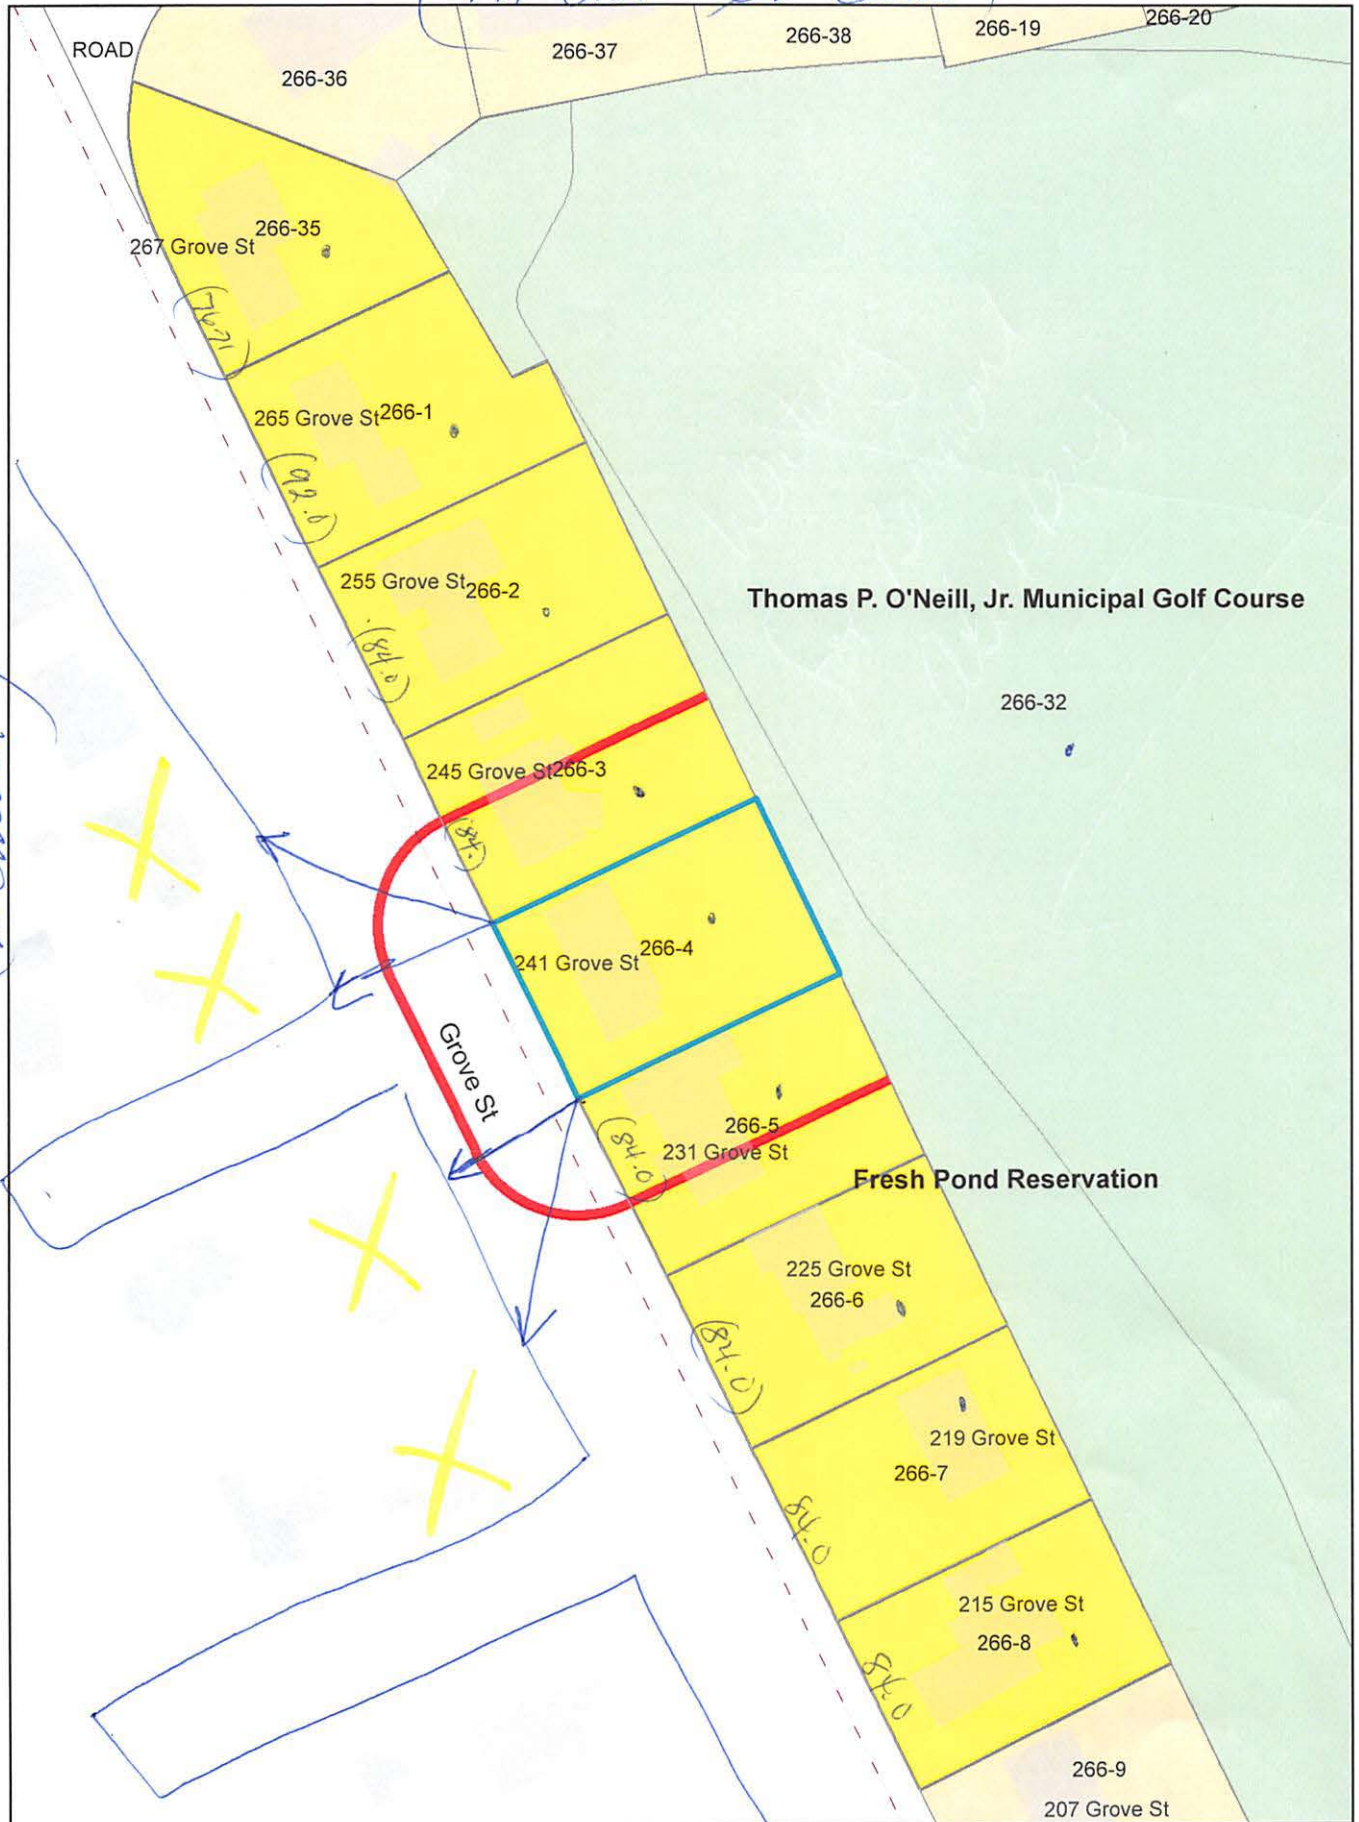 266-20
266-19
266-38
ROAD
266-37
266-36
266-35
267 Grove St
(76.71)
265 Grove St 266-1
(92.0)
255 Grove St 266-2
(84.0)
Thomas P. O'Neill, Jr. Municipal Golf Course
266-32
245 Grove St 266-3
(84.)
241 Grove St 266-4
Grove St
266-5
231 Grove St
(84.0)
Fresh Pond Reservation
225 Grove St
266-6
(84.0)
219 Grove St
266-7
84.0
215 Grove St
266-8
84.0
266-9
207 Grove St